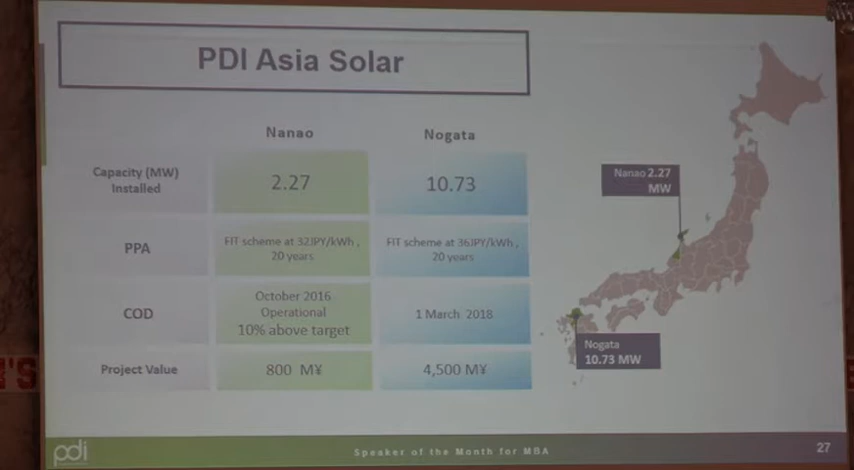 PDI Asia Solar
Nanao
Nogata
Capacity (MW)
Installed
2.27
10.73
PPA
FIT scheme at 32JPY/kWh ,
20 years
FIT scheme at 36JPY/kWh ,
20 years
COD
October 2016
Operational
10% above target
1 March 2018
Project Value
800 M¥
4,500 M¥
Nanao 2.27
MW
Nogata
10.73 MW
'S
pdi
Speaker of the Month for MBA
27